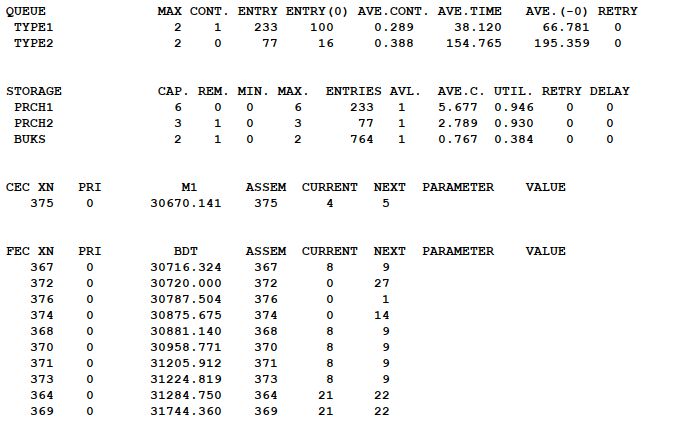 QUEUE MAX CONT. ENTRY ENTRY(0) AVE.CONT. AVE.TIME AVE.(-0) RETRY
TYPE1 2 1 233 100 0.289 38.120 66.781 0
TYPE2 2 0 77 16 0.388 154.765 195.359 0
STORAGE CAP. REM. MIN. MAX. ENTRIES AVL. AVE.C. UTIL. RETRY DELAY
PRCH1 6 0 0 6 233 1 5.677 0.946 0 0
PRCH2 3 1 0 3 77 1 2.789 0.930 0 0
BUKS 2 1 0 2 764 1 0.767 0.384 0 0
CEC XN PRI M1 ASSEM CURRENT NEXT PARAMETER VALUE
375 0 30670.141 375 4 5
FEC XN PRI BDT ASSEM CURRENT NEXT PARAMETER VALUE
367 0 30716.324 367 8 9
372 0 30720.000 372 0 27
376 0 30787.504 376 0 1
374 0 30875.675 374 0 14
368 0 30881.140 368 8 9
370 0 30958.771 370 8 9
371 0 31205.912 371 8 9
373 0 31224.819 373 8 9
364 0 31284.750 364 21 22
369 0 31744.360 369 21 22